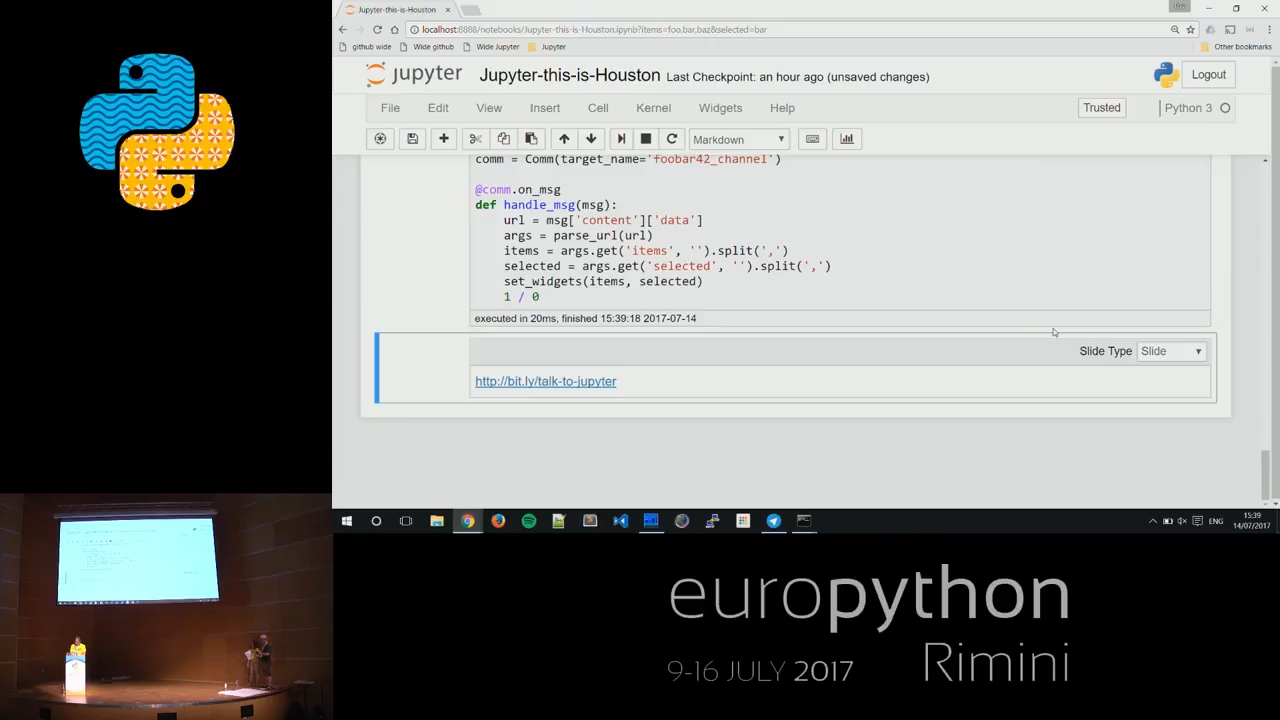 Jupyter-this-is-Houston
localhost:8888/notebooks/Jupyter-this-is-Houston.ipynb?items=foo,bar,baz&selected=bar
github wide
Wide github
Wide Jupyter
Jupyter
Other bookmarks
jupyter
Jupyter-this-is-Houston Last Checkpoint: an hour ago (unsaved changes)
Logout
File Edit View Insert Cell Kernel Widgets Help
Trusted
Python 3
Markdown
comm = Comm(target_name='foobar42_channel')
@comm.on_msg
def handle_msg(msg):
url = msg['content']['data']
args = parse_url(url)
items = args.get('items', '').split(',')
selected = args.get('selected', '').split(',')
set_widgets(items, selected)
1 / 0
executed in 20ms, finished 15:39:18 2017-07-14
Slide Type Slide
http://bit.ly/talk-to-jupyter
ENG
15:39
14/07/2017
europython
9-16 JULY 2017 Rimini